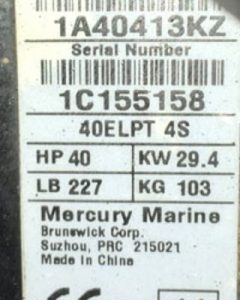 1A40413KZ
Serial Number
1C155158
40ELPT 4S
HP 40 KW 29.4
LB 227 KG 103
Mercury Marine
Brunswick Corp.
Suzhou, PRC 215021
Made in China
CE